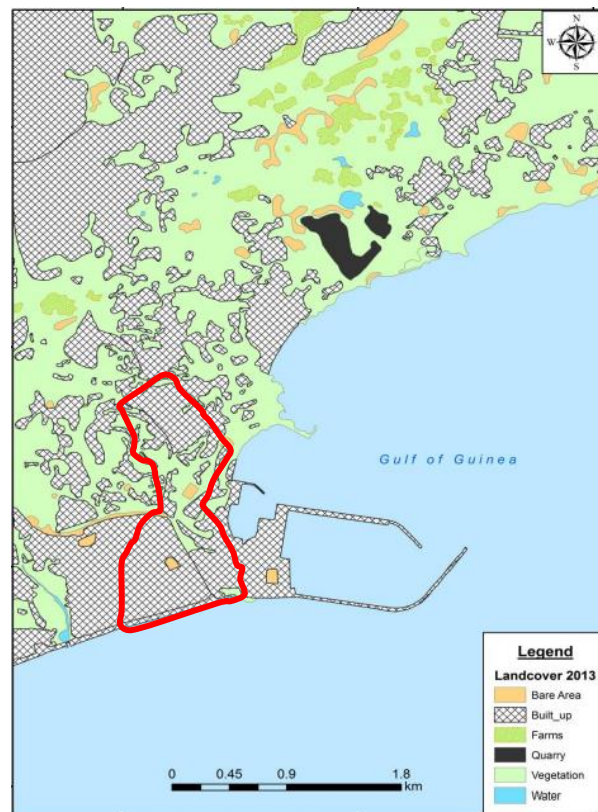 N
W E
S
Gulf of Guinea
Legend
Landcover 2013
Bare Area
Built_up
Farms
Quarry
Vegetation
Water
0 0.45 0.9 1.8
km